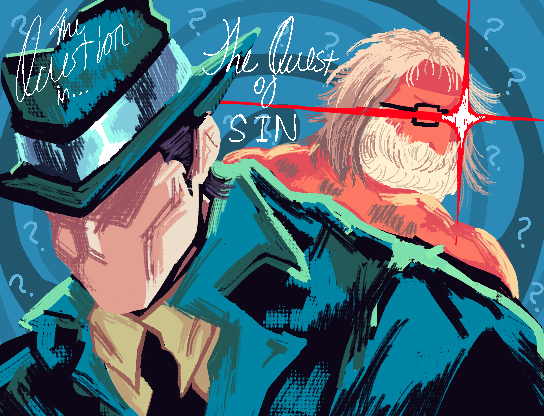 The
Question
is...
The Quest
of
SIN